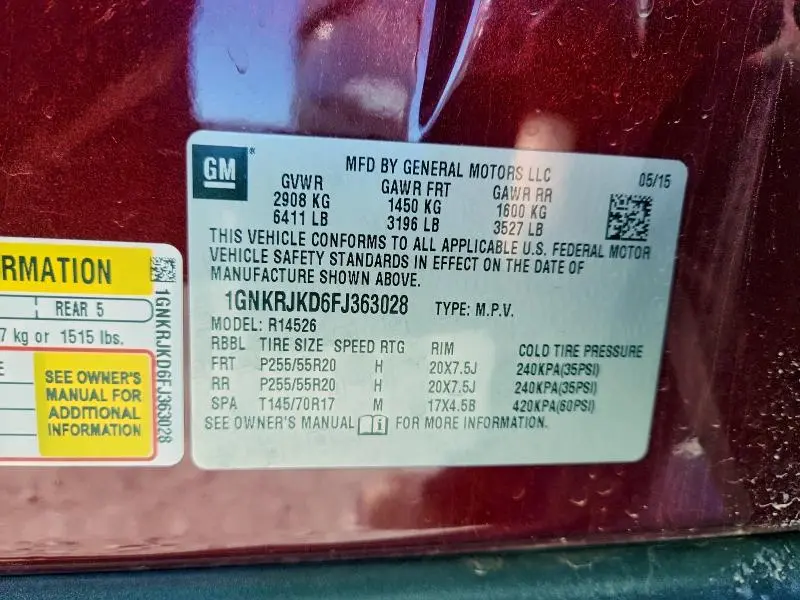 GM
MFD BY GENERAL MOTORS LLC
05/15
GVWR GAWR FRT GAWR RR
2908 KG 1450 KG 1600 KG
6411 LB 3196 LB 3527 LB
THIS VEHICLE CONFORMS TO ALL APPLICABLE U.S. FEDERAL MOTOR
VEHICLE SAFETY STANDARDS IN EFFECT ON THE DATE OF
MANUFACTURE SHOWN ABOVE.
1GNKRJKD6FJ363028 TYPE: M.P.V.
MODEL: R14526
RBBL TIRE SIZE SPEED RTG RIM COLD TIRE PRESSURE
FRT P255/55R20 H 20X7.5J 240KPA(35PSI)
RR P255/55R20 H 20X7.5J 240KPA(35PSI)
SPA T145/70R17 M 17X4.5B 420KPA(60PSI)
SEE OWNER'S MANUAL FOR MORE INFORMATION.
RMATION
REAR 5
7 kg or 1515 lbs.
E
SEE OWNER'S
MANUAL FOR
ADDITIONAL
INFORMATION
1GNKRJKD6FJ363028